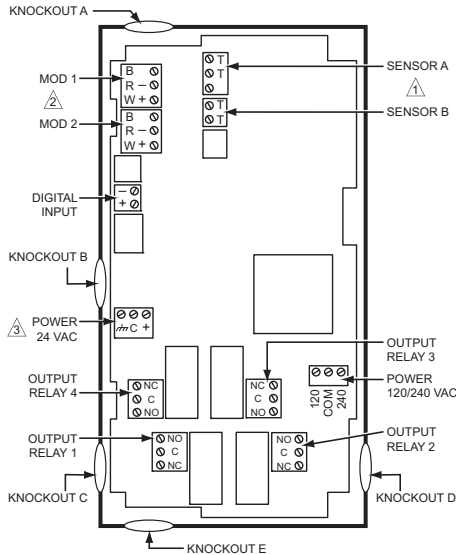 KNOCKOUT A
MOD 1
2
MOD 2
B
R –
W +
B
R –
W +
T
T
T
T
SENSOR A
1
SENSOR B
DIGITAL
INPUT
–
+
KNOCKOUT B
3
POWER
24 VAC
C +
OUTPUT
RELAY 4
NC
C
NO
NC
C
NO
OUTPUT
RELAY 3
120
COM
240
POWER
120/240 VAC
OUTPUT
RELAY 1
NO
C
NC
NO
C
NC
OUTPUT
RELAY 2
KNOCKOUT C
KNOCKOUT D
KNOCKOUT E